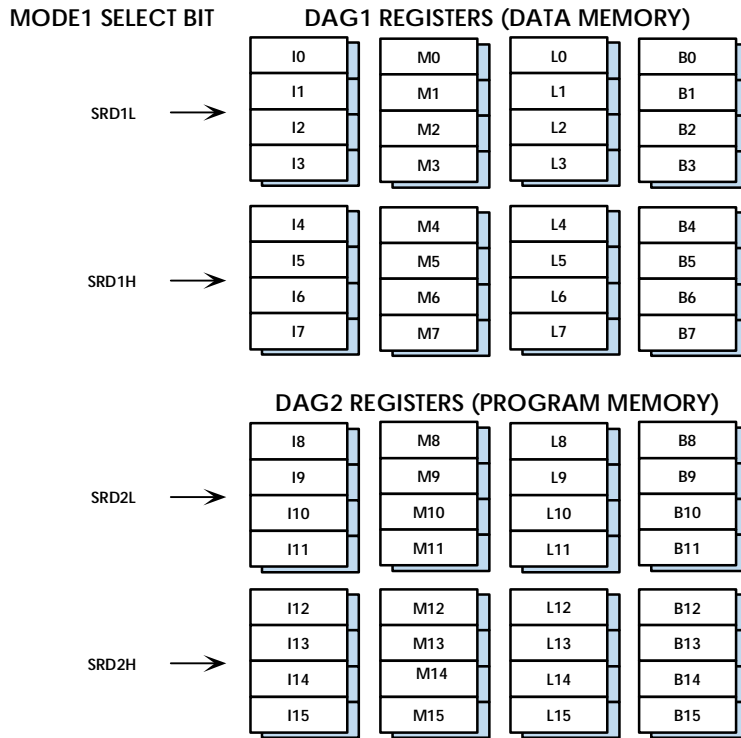 MODE1 SELECT BIT DAG1 REGISTERS (DATA MEMORY)
I0 M0 L0 B0
I1 M1 L1 B1
SRD1L
I2 M2 L2 B2
I3 M3 L3 B3
I4 M4 L4 B4
I5 M5 L5 B5
SRD1H
I6 M6 L6 B6
I7 M7 L7 B7
DAG2 REGISTERS (PROGRAM MEMORY)
I8 M8 L8 B8
I9 M9 L9 B9
SRD2L
I10 M10 L10 B10
I11 M11 L11 B11
I12 M12 L12 B12
I13 M13 L13 B13
SRD2H
I14 M14 L14 B14
I15 M15 L15 B15